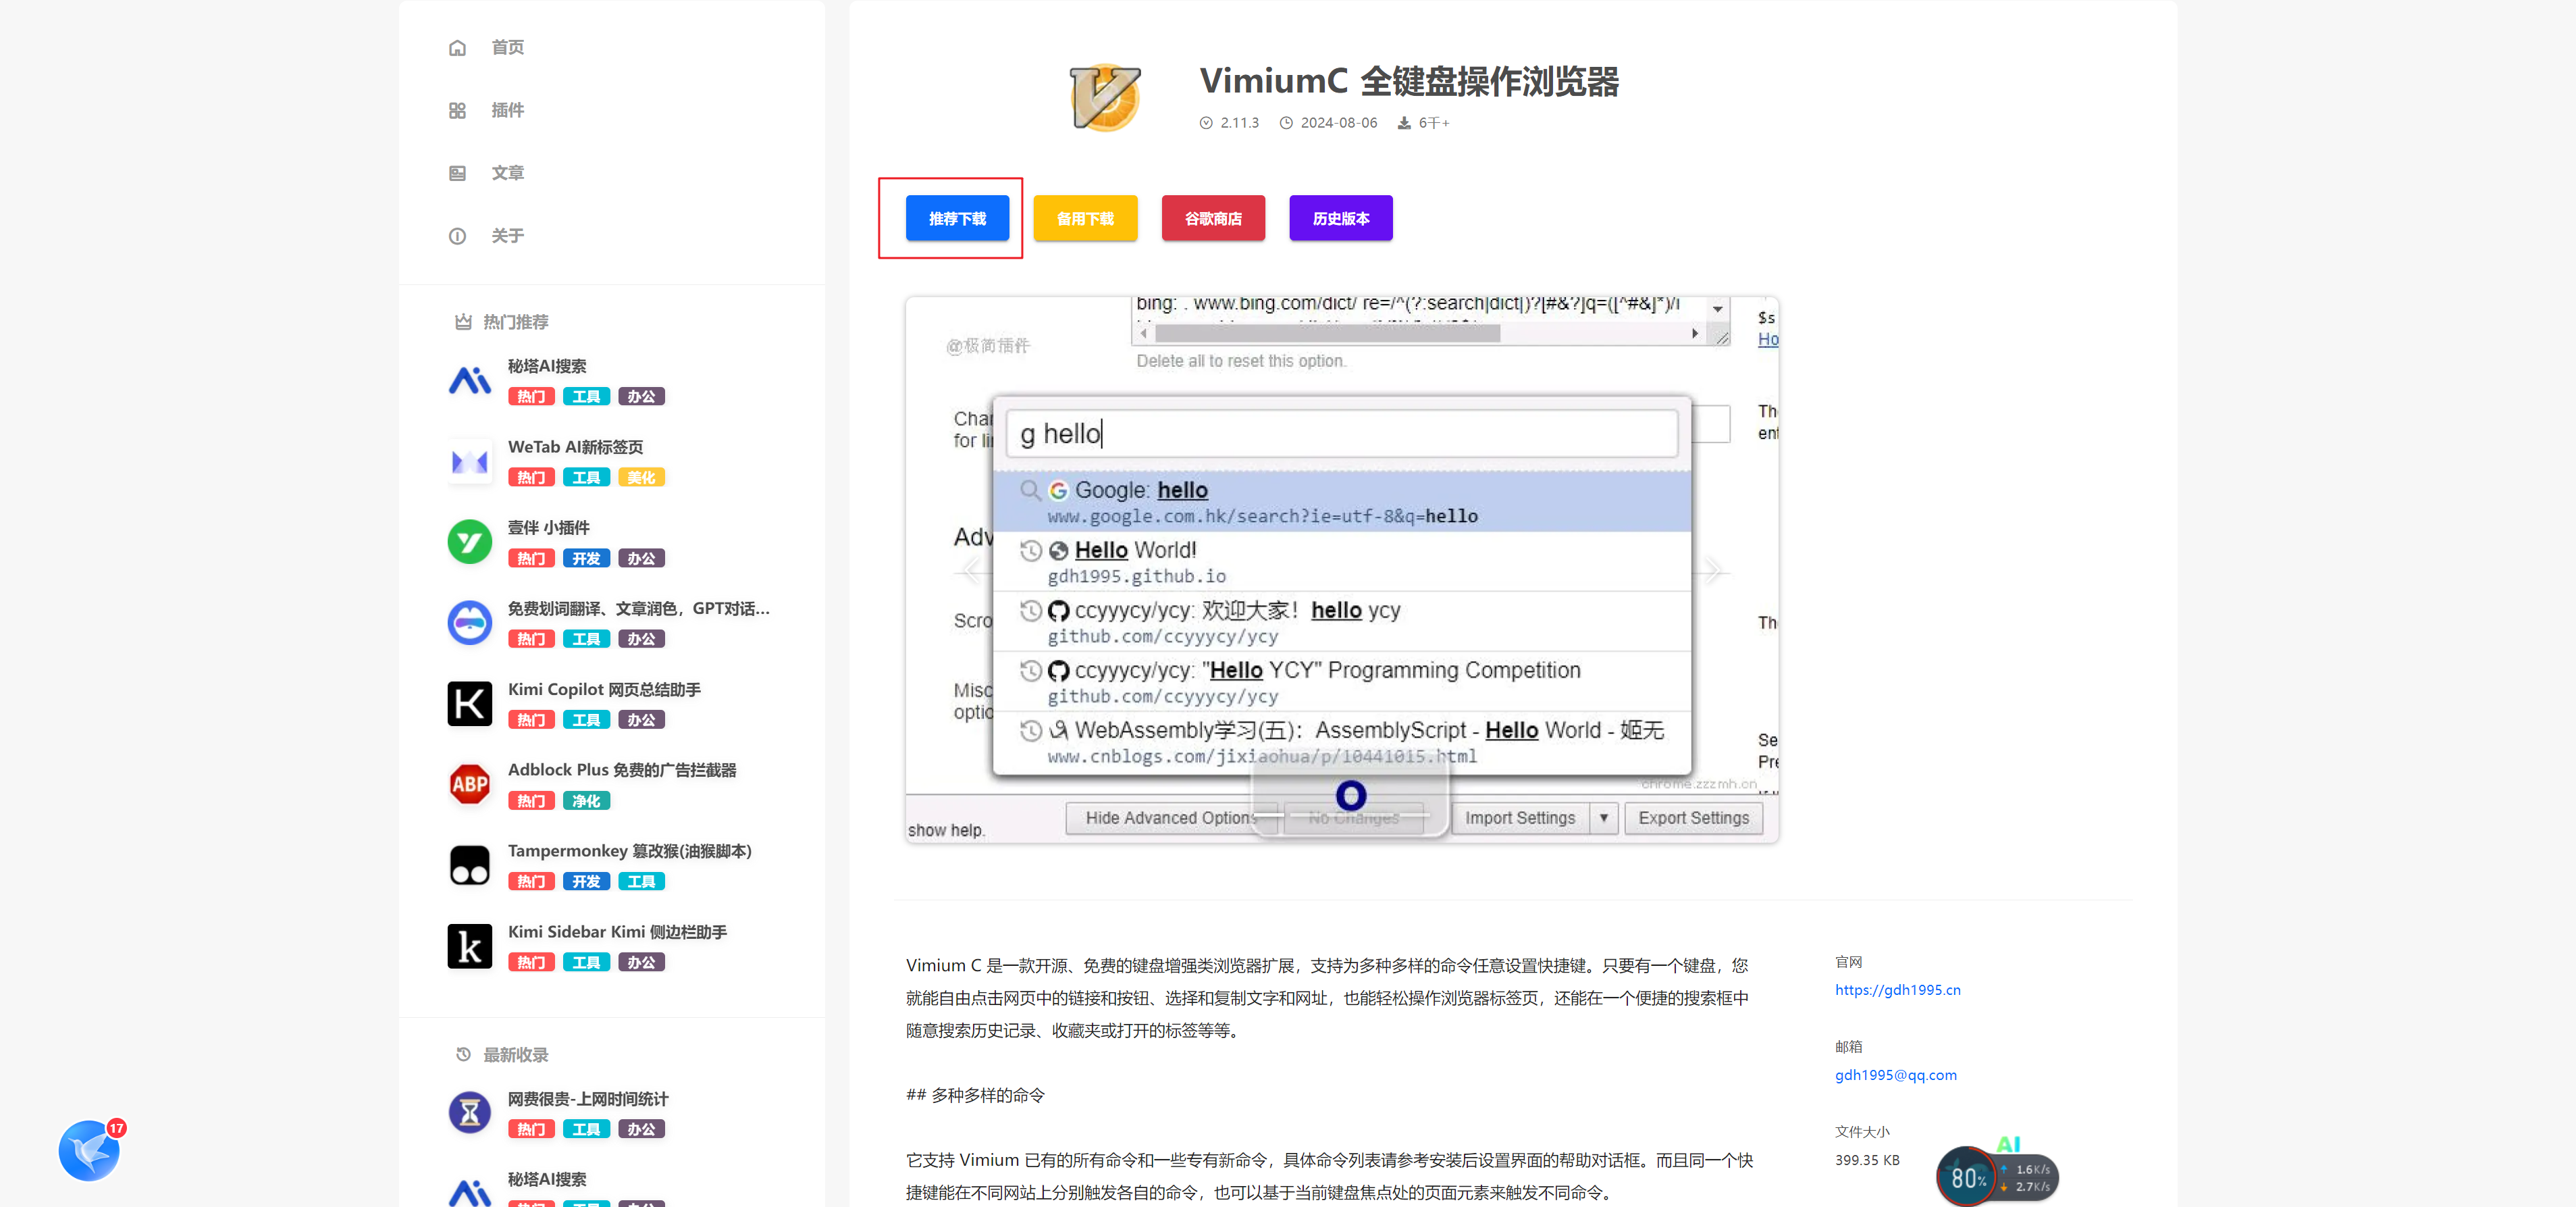 首页
插件
文章
关于
热门推荐
秘塔AI搜索
热门 工具 办公
WeTab AI新标签页
热门 工具 美化
壹伴 小插件
热门 开发 办公
免费划词翻译、文章润色，GPT对话...
热门 工具 办公
Kimi Copilot 网页总结助手
热门 工具 办公
ABP
Adblock Plus 免费的广告拦截器
热门 净化
Tampermonkey 篡改猴(油猴脚本)
热门 开发 工具
Kimi Sidebar Kimi 侧边栏助手
热门 工具 办公
最新收录
网费很贵-上网时间统计
热门 工具 办公
秘塔AI搜索
17
VimiumC 全键盘操作浏览器
2.11.3 2024-08-06 6千+
推荐下载 备用下载 谷歌商店 历史版本
bing: . www.bing.com/dict/ re=/^(?:search|dict|)?[#&?]q=([^#&]*)/i
$s
Ho
@极简插件
Delete all to reset this option.
Char
for li
The
ent
g hello
Google: hello
www.google.com.hk/search?ie=utf-8&q=hello
Adv
Hello World!
gdh1995.github.io
Scro
ccyyycy/ycy: 欢迎大家！hello ycy
github.com/ccyyycy/ycy
The
Misc
optio
ccyyycy/ycy: "Hello YCY" Programming Competition
github.com/ccyyycy/ycy
WebAssembly学习(五)：AssemblyScript - Hello World - 姬无
www.cnblogs.com/jixiaohua/p/10441015.html
Se
Pre
chrome.zzzmh.cn
O
show help.
Hide Advanced Options No Changes Import Settings Export Settings
Vimium C 是一款开源、免费的键盘增强类浏览器扩展，支持为多种多样的命令任意设置快捷键。只要有一个键盘，您
就能自由点击网页中的链接和按钮、选择和复制文字和网址，也能轻松操作浏览器标签页，还能在一个便捷的搜索框中
随意搜索历史记录、收藏夹或打开的标签等等。
## 多种多样的命令
它支持 Vimium 已有的所有命令和一些专有新命令，具体命令列表请参考安装后设置界面的帮助对话框。而且同一个快
捷键能在不同网站上分别触发各自的命令，也可以基于当前键盘焦点处的页面元素来触发不同命令。
官网
https://gdh1995.cn
邮箱
gdh1995@qq.com
文件大小
399.35 KB
AI
80%
1.6K/s
2.7K/s